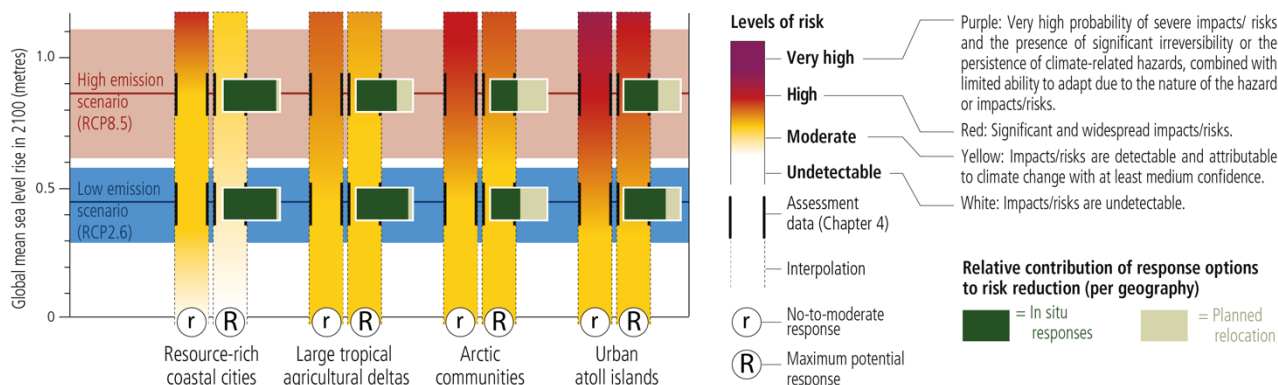 Global mean sea level rise in 2100 (metres)
1.0
0.5
0
High emission
scenario
(RCP8.5)
Low emission
scenario
(RCP2.6)
r
R
r
R
r
R
r
R
Resource-rich
coastal cities
Large tropical
agricultural deltas
Arctic
communities
Urban
atoll islands
Levels of risk
Very high
High
Moderate
Undetectable
Assessment
data (Chapter 4)
Interpolation
r
No-to-moderate
response
R
Maximum potential
response
Purple: Very high probability of severe impacts/ risks
and the presence of significant irreversibility or the
persistence of climate-related hazards, combined with
limited ability to adapt due to the nature of the hazard
or impacts/risks.
Red: Significant and widespread impacts/risks.
Yellow: Impacts/risks are detectable and attributable
to climate change with at least medium confidence.
White: Impacts/risks are undetectable.
Relative contribution of response options
to risk reduction (per geography)
= In situ
responses
= Planned
relocation